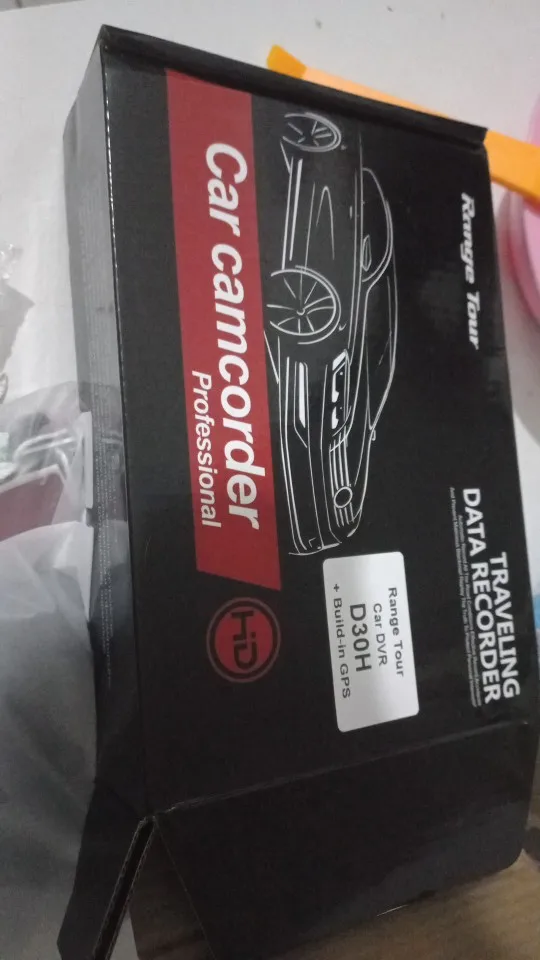 Range Tour
TRAVELING
DATA RECORDER
Car camcorder
Professional
HD
Range Tour
Car DVR
D30H
+ Build-in GPS